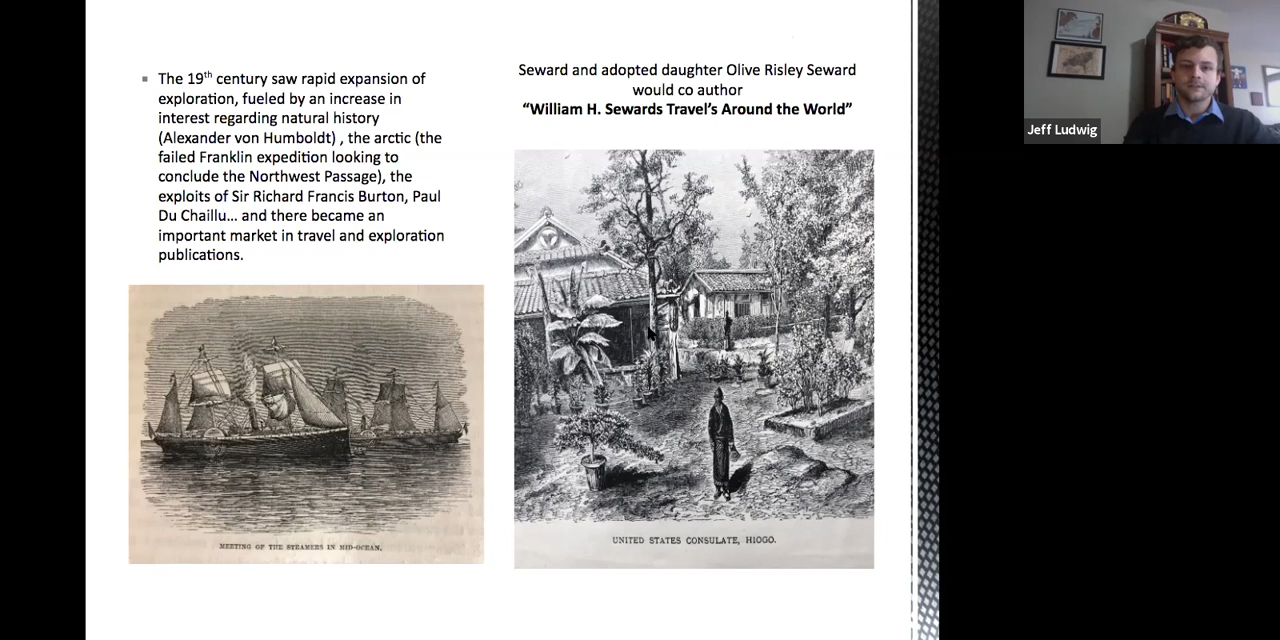 ▪ The 19th century saw rapid expansion of
exploration, fueled by an increase in
interest regarding natural history
(Alexander von Humboldt) , the arctic (the
failed Franklin expedition looking to
conclude the Northwest Passage), the
exploits of Sir Richard Francis Burton, Paul
Du Chaillu... and there became an
important market in travel and exploration
publications.
MEETING OF THE STEAMERS IN MID-OCEAN.
Seward and adopted daughter Olive Risley Seward
would co author
“William H. Sewards Travel’s Around the World”
UNITED STATES CONSULATE, HIOGO.
Jeff Ludwig